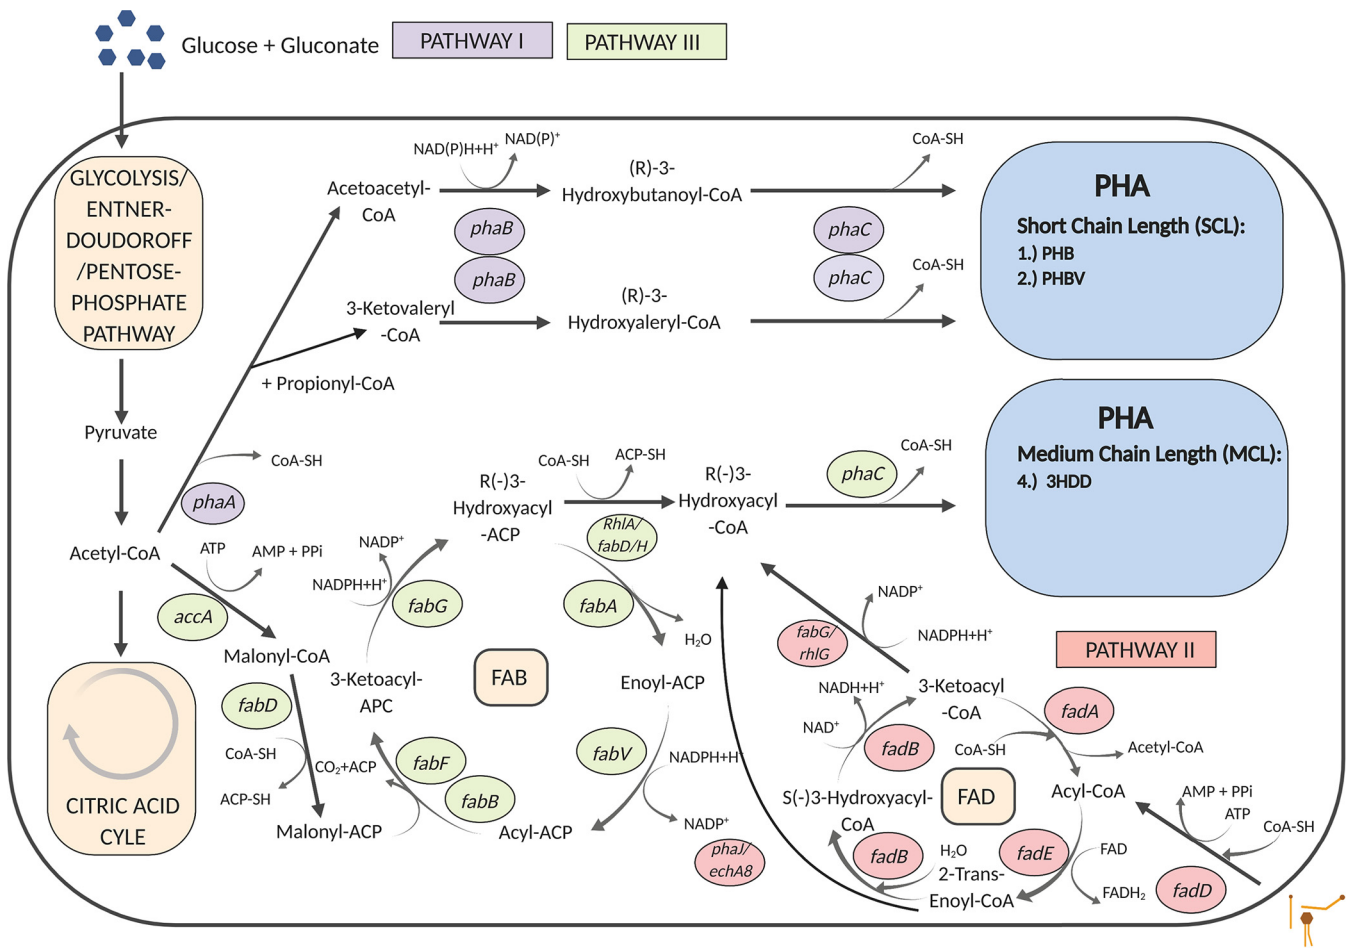 Glucose + Gluconate
PATHWAY I
PATHWAY III
GLYCOLYSIS/
ENTNER-
DOUDOROFF
/PENTOSE-
PHOSPHATE
PATHWAY
Pyruvate
Acetyl-CoA
CITRIC ACID
CYLE
Acetoacetyl-
CoA
NAD(P)H+H⁺
NAD(P)⁺
phaB
phaB
(R)-3-
Hydroxybutanoyl-CoA
CoA-SH
phaC
phaC
CoA-SH
3-Ketovaleryl
-CoA
(R)-3-
Hydroxyaleryl-CoA
+ Propionyl-CoA
CoA-SH
phaA
PHA
Short Chain Length (SCL):
1.) PHB
2.) PHBV
PHA
Medium Chain Length (MCL):
4.) 3HDD
ATP
AMP + PPi
accA
Malonyl-CoA
fabD
CoA-SH
ACP-SH
Malonyl-ACP
CO₂+ACP
fabF
fabB
3-Ketoacyl-
APC
NADP⁺
NADPH+H⁺
fabG
R(-)3-
Hydroxyacyl
-ACP
CoA-SH
ACP-SH
RhlA/
fabD/H
R(-)3-
Hydroxyacyl
-CoA
phaC
CoA-SH
fabA
H₂O
FAB
Enoyl-ACP
fabV
NADPH+H⁺
NADP⁺
Acyl-ACP
phaJ/
echA8
PATHWAY II
fabG/
rhlG
NADP⁺
NADPH+H⁺
3-Ketoacyl
-CoA
fadA
CoA-SH
Acetyl-CoA
NADH+H⁺
NAD⁺
fadB
S(-)3-Hydroxyacyl-
CoA
FAD
Acyl-CoA
AMP + PPi
ATP
CoA-SH
fadD
fadE
FAD
FADH₂
fadB
H₂O
2-Trans-
Enoyl-CoA